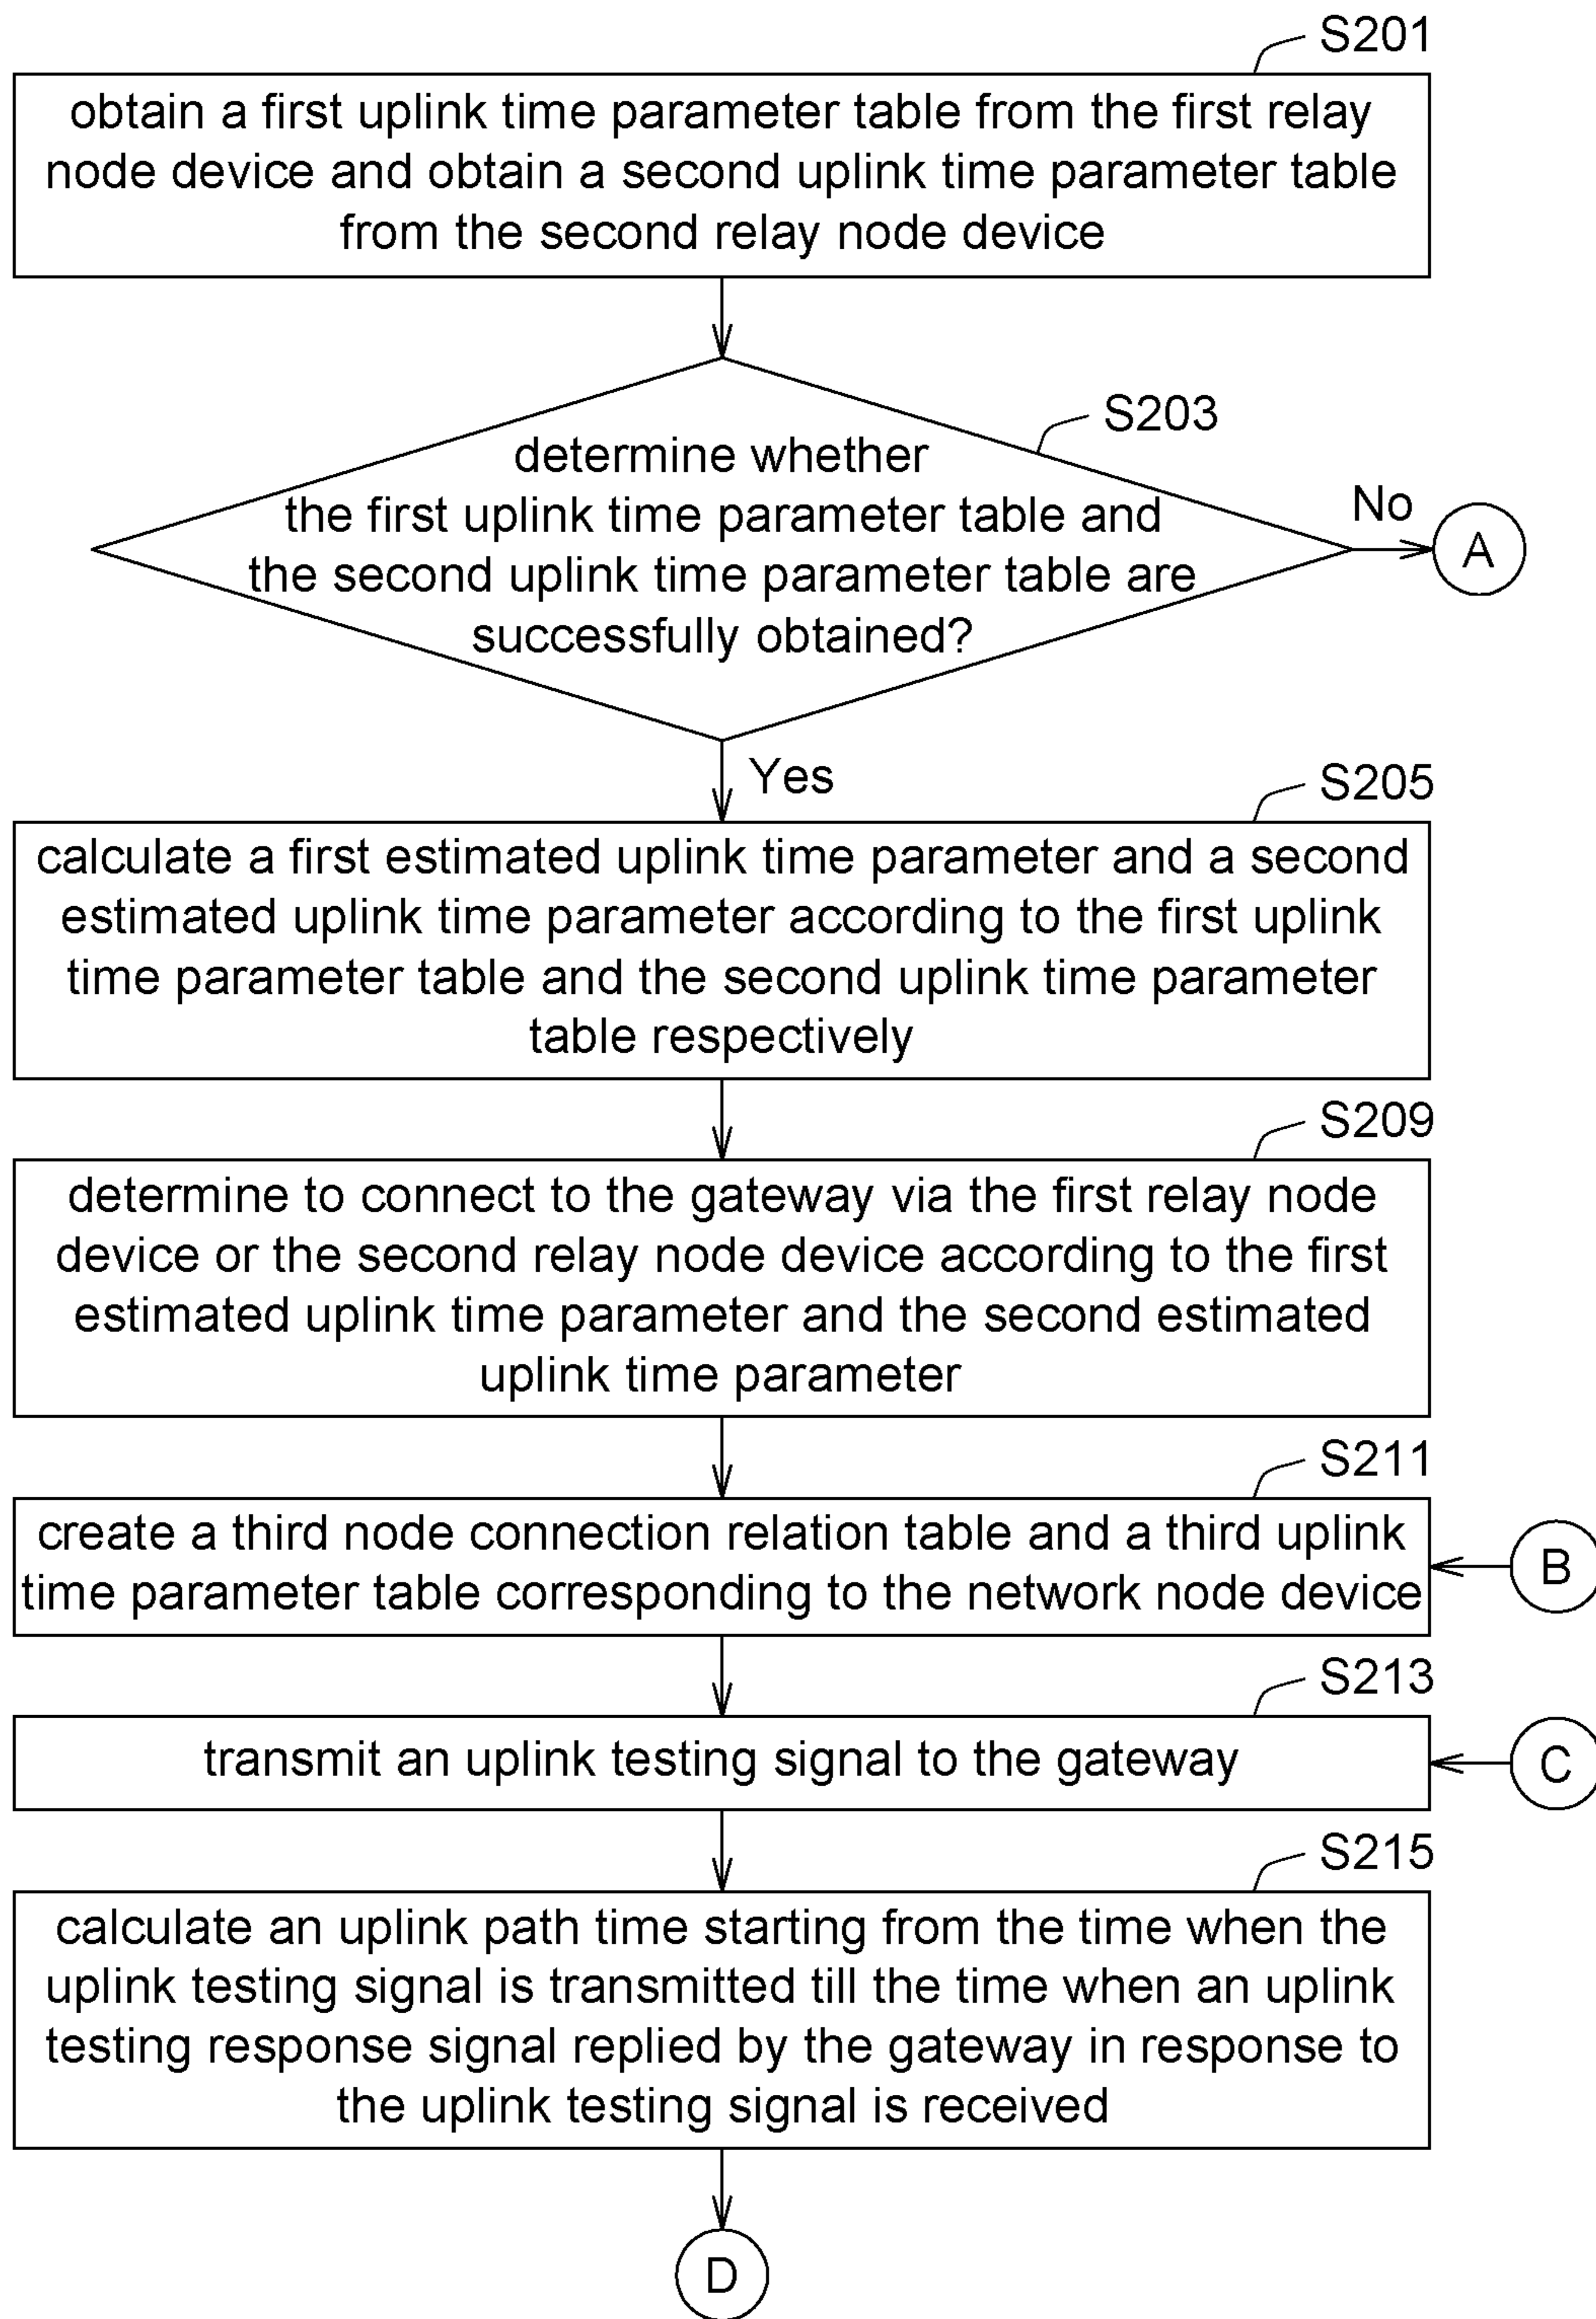 S201
obtain a first uplink time parameter table from the first relay
node device and obtain a second uplink time parameter table
from the second relay node device
S203
determine whether
the first uplink time parameter table and
the second uplink time parameter table are
successfully obtained?
No
A
Yes
S205
calculate a first estimated uplink time parameter and a second
estimated uplink time parameter according to the first uplink
time parameter table and the second uplink time parameter
table respectively
S209
determine to connect to the gateway via the first relay node
device or the second relay node device according to the first
estimated uplink time parameter and the second estimated
uplink time parameter
S211
create a third node connection relation table and a third uplink
time parameter table corresponding to the network node device
B
S213
transmit an uplink testing signal to the gateway
C
S215
calculate an uplink path time starting from the time when the
uplink testing signal is transmitted till the time when an uplink
testing response signal replied by the gateway in response to
the uplink testing signal is received
D